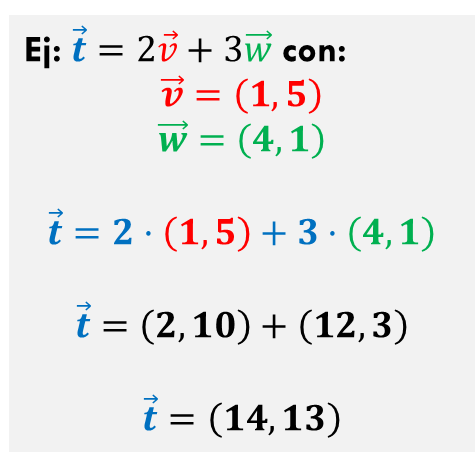 Ej: t⃗ = 2v⃗ + 3w⃗ con:
v⃗ = (1, 5)
w⃗ = (4, 1)
t⃗ = 2 · (1, 5) + 3 · (4, 1)
t⃗ = (2, 10) + (12, 3)
t⃗ = (14, 13)